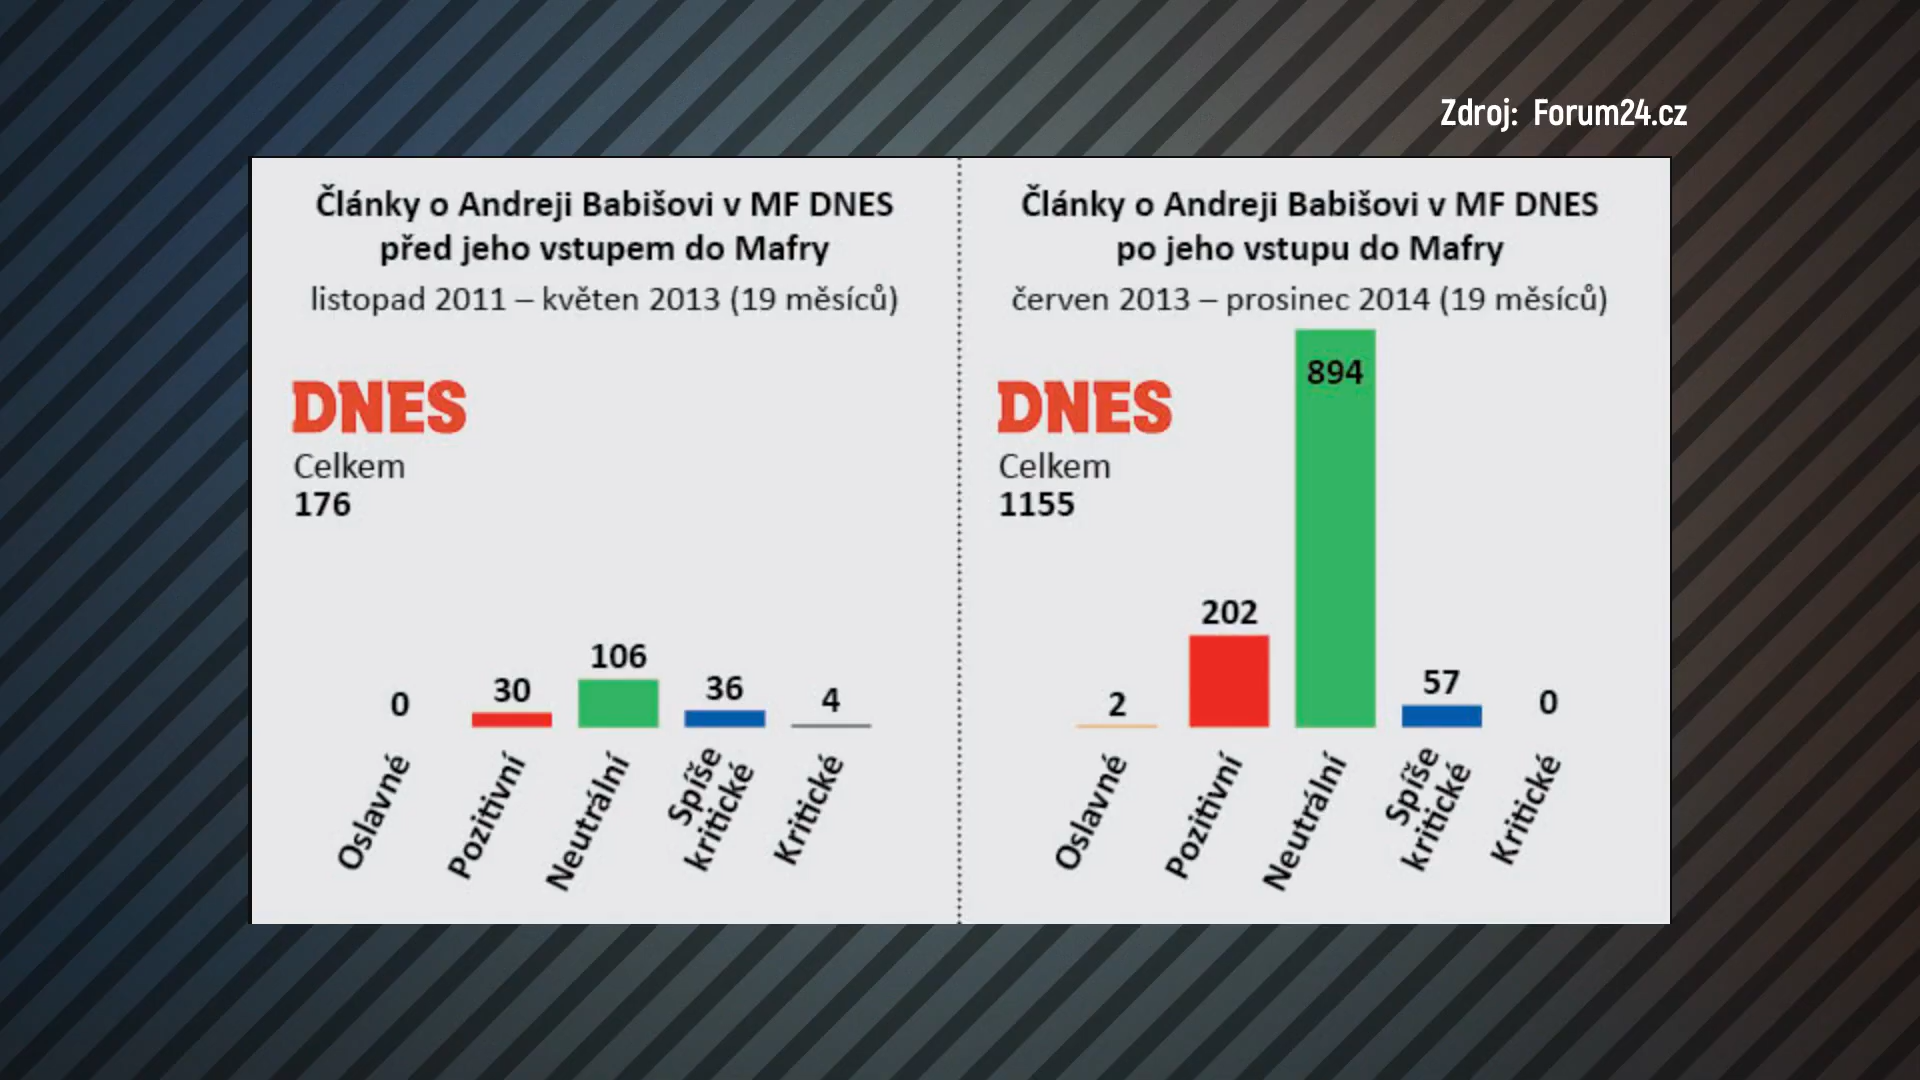 Zdroj: Forum24.cz
Články o Andreji Babišovi v MF DNES
před jeho vstupem do Mafry
listopad 2011 – květen 2013 (19 měsíců)
DNES
Celkem
176
0
30
106
36
4
Oslavné
Pozitivní
Neutrální
Spíše
kritické
Kritické
Články o Andreji Babišovi v MF DNES
po jeho vstupu do Mafry
červen 2013 – prosinec 2014 (19 měsíců)
DNES
Celkem
1155
2
202
894
57
0
Oslavné
Pozitivní
Neutrální
Spíše
kritické
Kritické